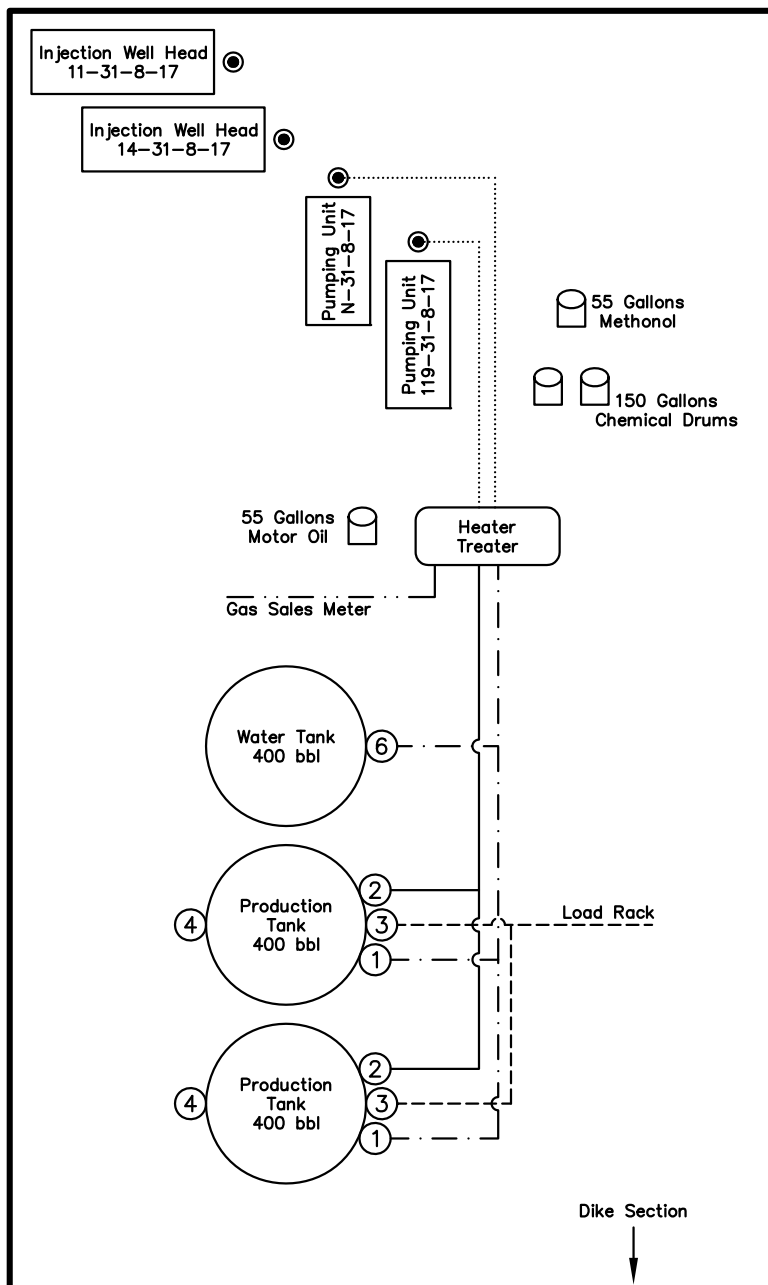 Injection Well Head
11-31-8-17
Injection Well Head
14-31-8-17
Pumping Unit
N-31-8-17
Pumping Unit
119-31-8-17
55 Gallons
Methonol
150 Gallons
Chemical Drums
55 Gallons
Motor Oil
Heater
Treater
Gas Sales Meter
Water Tank
400 bbl
6
Production
Tank
400 bbl
4
2
3
1
Load Rack
Production
Tank
400 bbl
4
2
3
1
Dike Section